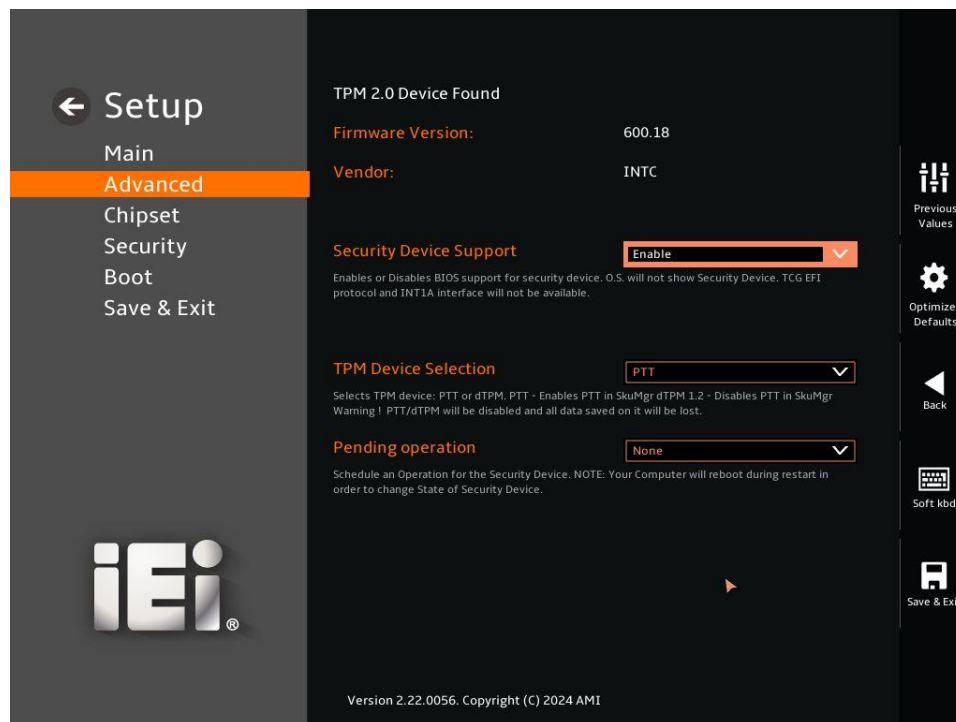 Setup
Main
Advanced
Chipset
Security
Boot
Save & Exit
iEi®
TPM 2.0 Device Found
Firmware Version: 600.18
Vendor: INTC
Security Device Support Enable
Enables or Disables BIOS support for security device. O.S. will not show Security Device. TCG EFI
protocol and INT1A interface will not be available.
TPM Device Selection PTT
Selects TPM device: PTT or dTPM. PTT - Enables PTT in SkuMgr dTPM 1.2 - Disables PTT in SkuMgr
Warning ! PTT/dTPM will be disabled and all data saved on it will be lost.
Pending operation None
Schedule an Operation for the Security Device. NOTE: Your Computer will reboot during restart in
order to change State of Security Device.
Version 2.22.0056. Copyright (C) 2024 AMI
Previous
Values
Optimize
Defaults
Back
Soft kbd
Save & Exi